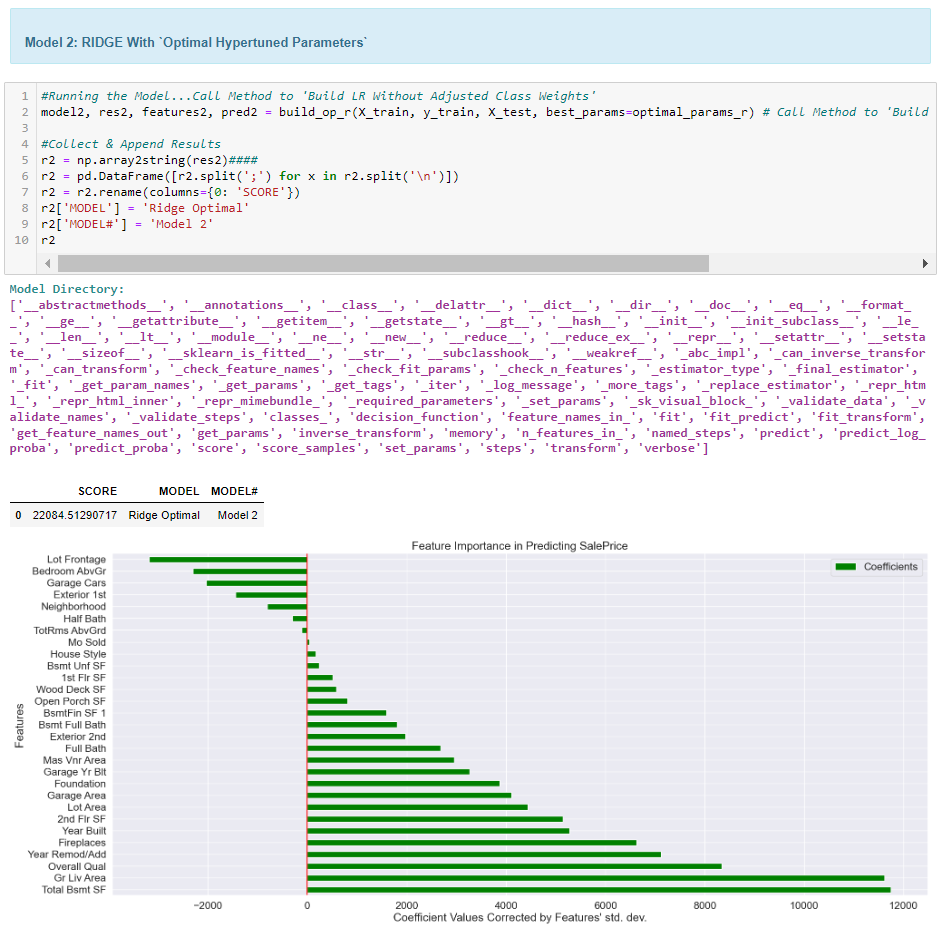 Model 2: RIDGE With `Optimal Hypertuned Parameters`
1 #Running the Model...Call Method to 'Build LR Without Adjusted Class Weights'
2 model2, res2, features2, pred2 = build_op_r(X_train, y_train, X_test, best_params=optimal_params_r) # Call Method to 'Build
3
4 #Collect & Append Results
5 r2 = np.array2string(res2)####
6 r2 = pd.DataFrame([r2.split(';') for x in r2.split('\n')])
7 r2 = r2.rename(columns={0: 'SCORE'})
8 r2['MODEL'] = 'Ridge Optimal'
9 r2['MODEL#'] = 'Model 2'
10 r2
Model Directory:
['__abstractmethods__', '__annotations__', '__class__', '__delattr__', '__dict__', '__dir__', '__doc__', '__eq__', '__format_
_', '__ge__', '__getattribute__', '__getitem__', '__getstate__', '__gt__', '__hash__', '__init__', '__init_subclass__', '__le_
_', '__len__', '__lt__', '__module__', '__ne__', '__new__', '__reduce__', '__reduce_ex__', '__repr__', '__setattr__', '__setsta
te__', '__sizeof__', '__sklearn_is_fitted__', '__str__', '__subclasshook__', '__weakref__', '_abc_impl', '_can_inverse_transfor
m', '_can_transform', '_check_feature_names', '_check_fit_params', '_check_n_features', '_estimator_type', '_final_estimator',
'_fit', '_get_param_names', '_get_params', '_get_tags', '_iter', '_log_message', '_more_tags', '_replace_estimator', '_repr_htm
l_', '_repr_html_inner', '_repr_mimebundle_', '_required_parameters', '_set_params', '_sk_visual_block_', '_validate_data', '_v
alidate_names', '_validate_steps', 'classes_', 'decision_function', 'feature_names_in_', 'fit', 'fit_predict', 'fit_transform',
'get_feature_names_out', 'get_params', 'inverse_transform', 'memory', 'n_features_in_', 'named_steps', 'predict', 'predict_log_
proba', 'predict_proba', 'score', 'score_samples', 'set_params', 'steps', 'transform', 'verbose']
SCORE MODEL MODEL#
0 22084.51290717 Ridge Optimal Model 2
Feature Importance in Predicting SalePrice
Coefficients
Features
Lot Frontage
Bedroom AbvGr
Garage Cars
Exterior 1st
Neighborhood
Half Bath
TotRms AbvGrd
Mo Sold
House Style
Bsmt Unf SF
1st Flr SF
Wood Deck SF
Open Porch SF
BsmtFin SF 1
Bsmt Full Bath
Exterior 2nd
Full Bath
Mas Vnr Area
Garage Yr Blt
Foundation
Garage Area
Lot Area
2nd Flr SF
Year Built
Fireplaces
Year Remod/Add
Overall Qual
Gr Liv Area
Total Bsmt SF
−2000 0 2000 4000 6000 8000 10000 12000
Coefficient Values Corrected by Features' std. dev.